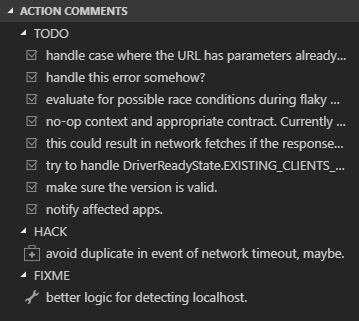 ACTION COMMENTS
TODO
handle case where the URL has parameters already...
handle this error somehow?
evaluate for possible race conditions during flaky ...
no-op context and appropriate contract. Currently ...
this could result in network fetches if the response...
try to handle DriverReadyState.EXISTING_CLIENTS_...
make sure the version is valid.
notify affected apps.
HACK
avoid duplicate in event of network timeout, maybe.
FIXME
better logic for detecting localhost.